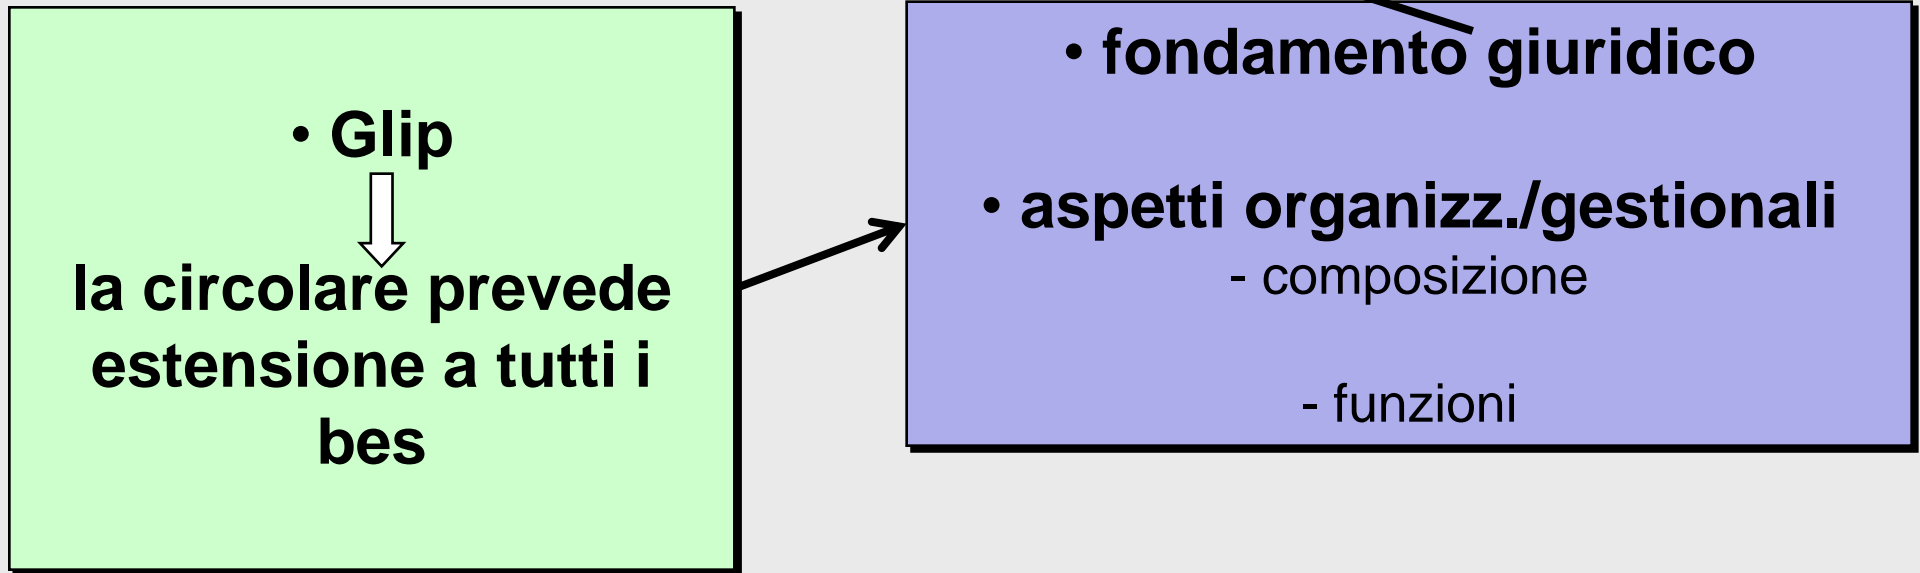 • Glip
la circolare prevede
estensione a tutti i
bes
• fondamento giuridico
• aspetti organizz./gestionali
- composizione
- funzioni